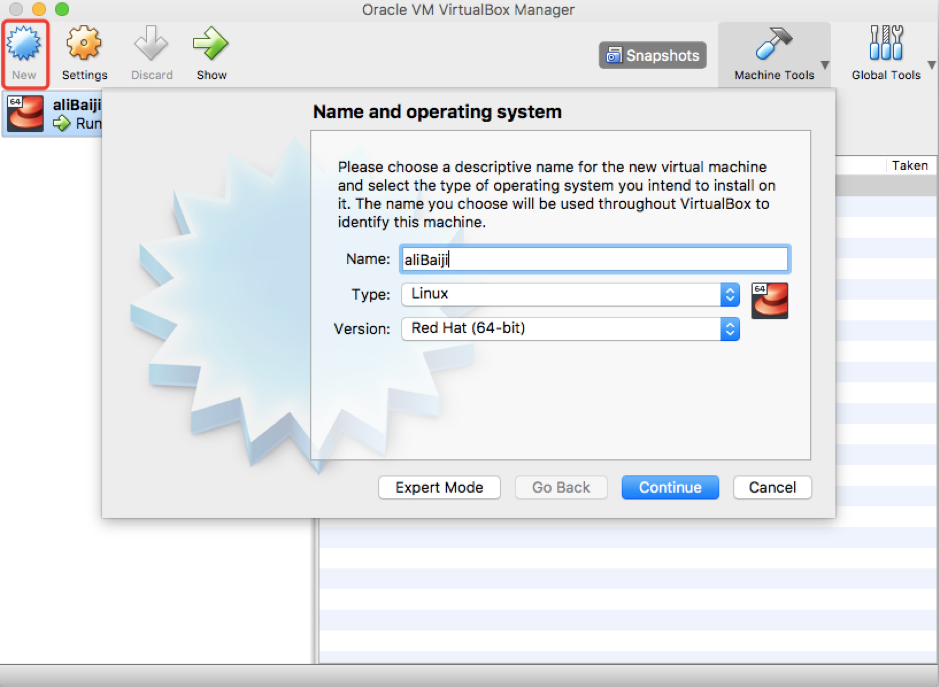 Oracle VM VirtualBox Manager
New
Settings
Discard
Show
Snapshots
Machine Tools
Global Tools
64
aliBaiji
Run
Taken
Name and operating system
Please choose a descriptive name for the new virtual machine
and select the type of operating system you intend to install on
it. The name you choose will be used throughout VirtualBox to
identify this machine.
Name: aliBaiji
Type: Linux
64
Version: Red Hat (64-bit)
Expert Mode
Go Back
Continue
Cancel